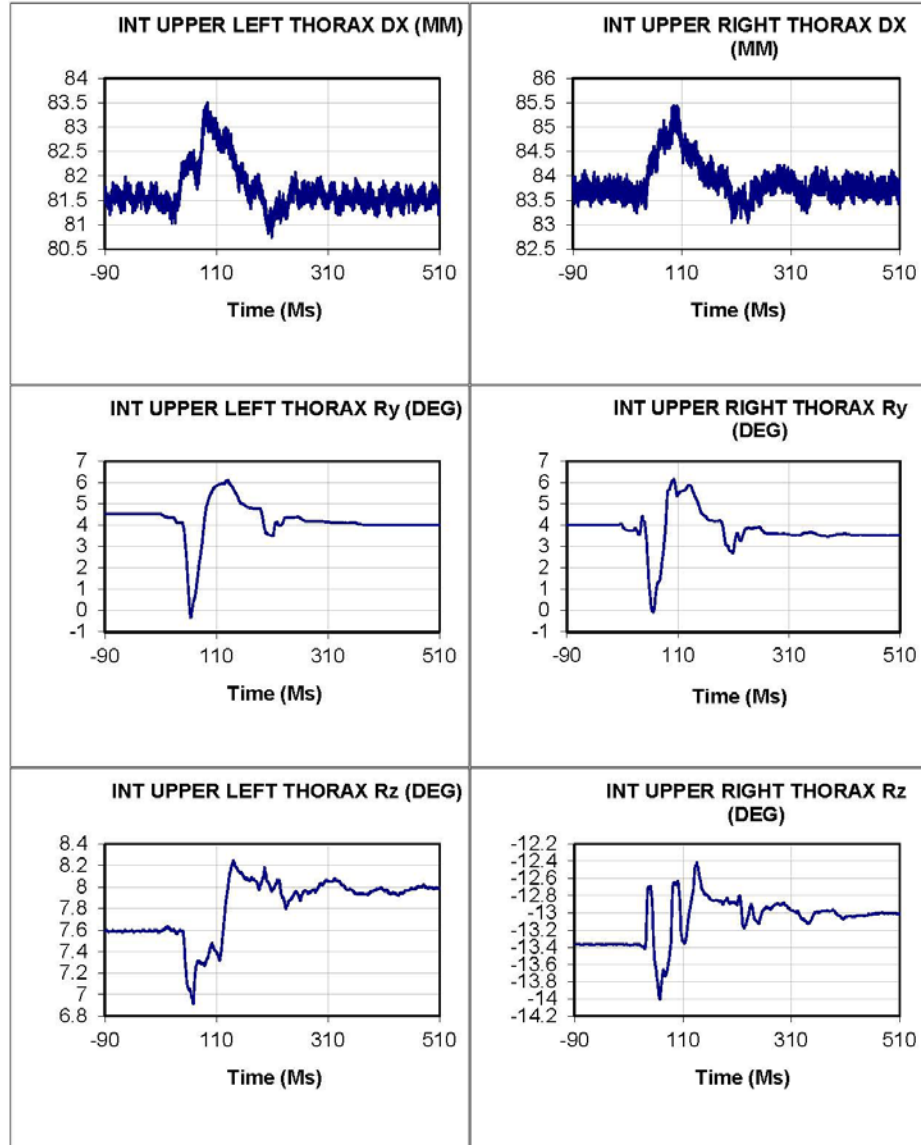 INT UPPER LEFT THORAX DX (MM)
84
83.5
83
82.5
82
81.5
81
80.5
-90 110 310 510
Time (Ms)
INT UPPER RIGHT THORAX DX
(MM)
86
85.5
85
84.5
84
83.5
83
82.5
-90 110 310 510
Time (Ms)
INT UPPER LEFT THORAX Ry (DEG)
7
6
5
4
3
2
1
0
-1
-90 110 310 510
Time (Ms)
INT UPPER RIGHT THORAX Ry
(DEG)
7
6
5
4
3
2
1
0
-1
-90 110 310 510
Time (Ms)
INT UPPER LEFT THORAX Rz (DEG)
8.4
8.2
8
7.8
7.6
7.4
7.2
7
6.8
-90 110 310 510
Time (Ms)
INT UPPER RIGHT THORAX Rz
(DEG)
-12.2
-12.4
-12.6
-12.8
-13
-13.2
-13.4
-13.6
-13.8
-14
-14.2
-90 110 310 510
Time (Ms)